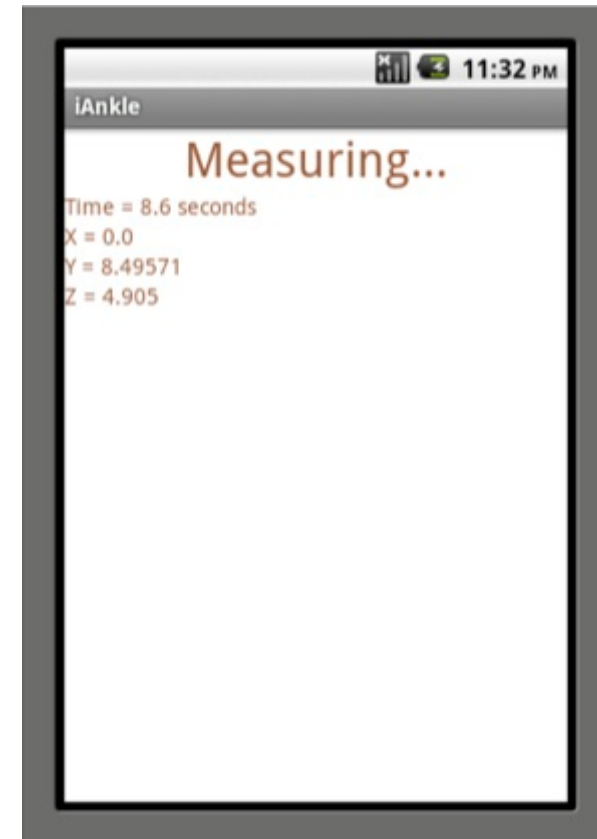 11:32 PM
iAnkle
Measuring...
Time = 8.6 seconds
X = 0.0
Y = 8.49571
Z = 4.905